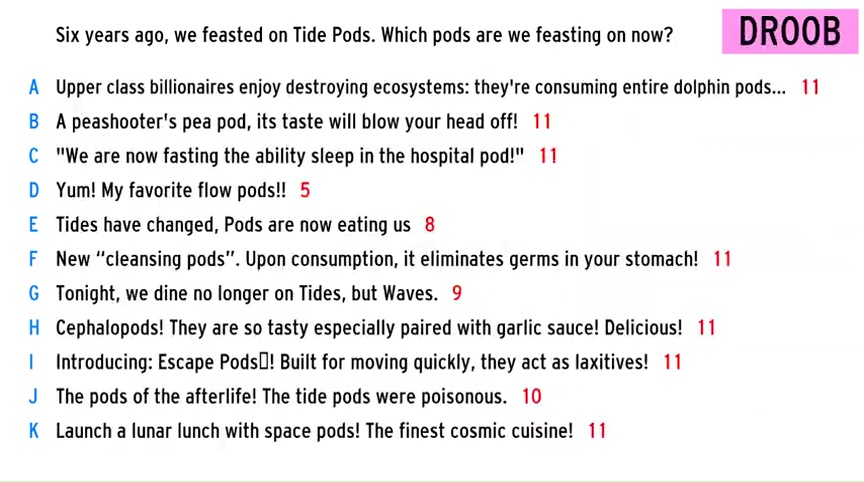 Six years ago, we feasted on Tide Pods. Which pods are we feasting on now?
DROOB
A Upper class billionaires enjoy destroying ecosystems: they're consuming entire dolphin pods... 11
B A peashooter's pea pod, its taste will blow your head off! 11
C "We are now fasting the ability sleep in the hospital pod!" 11
D Yum! My favorite flow pods!! 5
E Tides have changed, Pods are now eating us 8
F New “cleansing pods”. Upon consumption, it eliminates germs in your stomach! 11
G Tonight, we dine no longer on Tides, but Waves. 9
H Cephalopods! They are so tasty especially paired with garlic sauce! Delicious! 11
I Introducing: Escape Pods▯! Built for moving quickly, they act as laxitives! 11
J The pods of the afterlife! The tide pods were poisonous. 10
K Launch a lunar lunch with space pods! The finest cosmic cuisine! 11